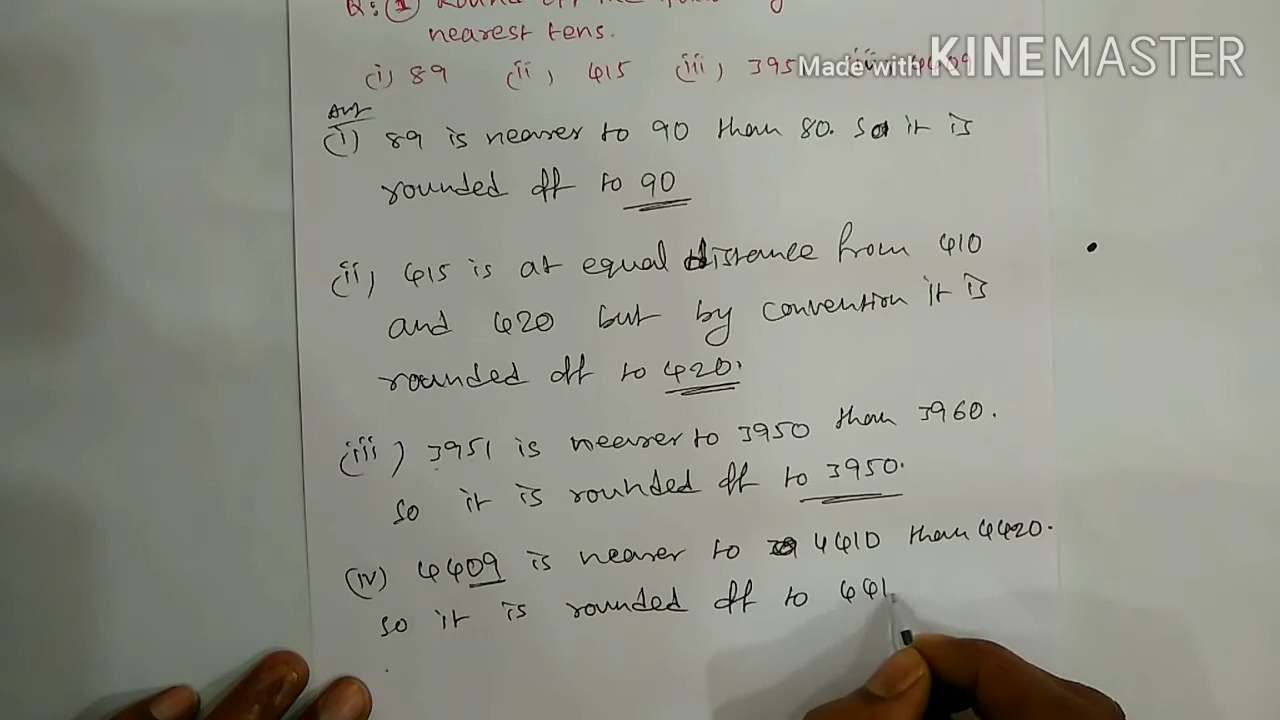 nearest tens.
(i) 89 (ii) 415 (iii) 3951 4409
Made with KINEMASTER
Ans
(i) 89 is nearer to 90 than 80. So it is
rounded off to 90
(ii) 415 is at equal distance from 410
and 420 but by convention it is
rounded off to 420.
(iii) 3951 is nearer to 3950 than 3960.
so it is rounded off to 3950.
(iv) 4409 is nearer to 4410 than 4420.
so it is rounded off to 441